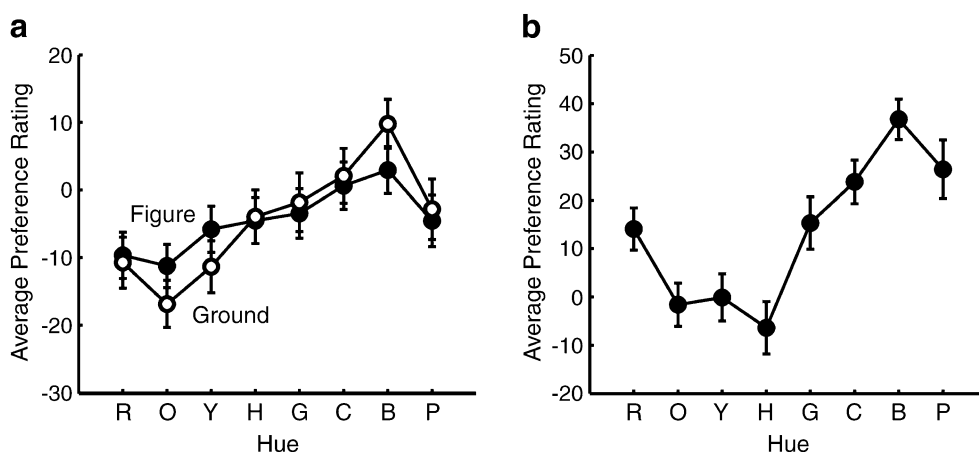 a
20
10
0
-10
-20
-30
Average Preference Rating
Figure
Ground
R O Y H G C B P
Hue
b
50
40
30
20
10
0
-10
-20
Average Preference Rating
R O Y H G C B P
Hue